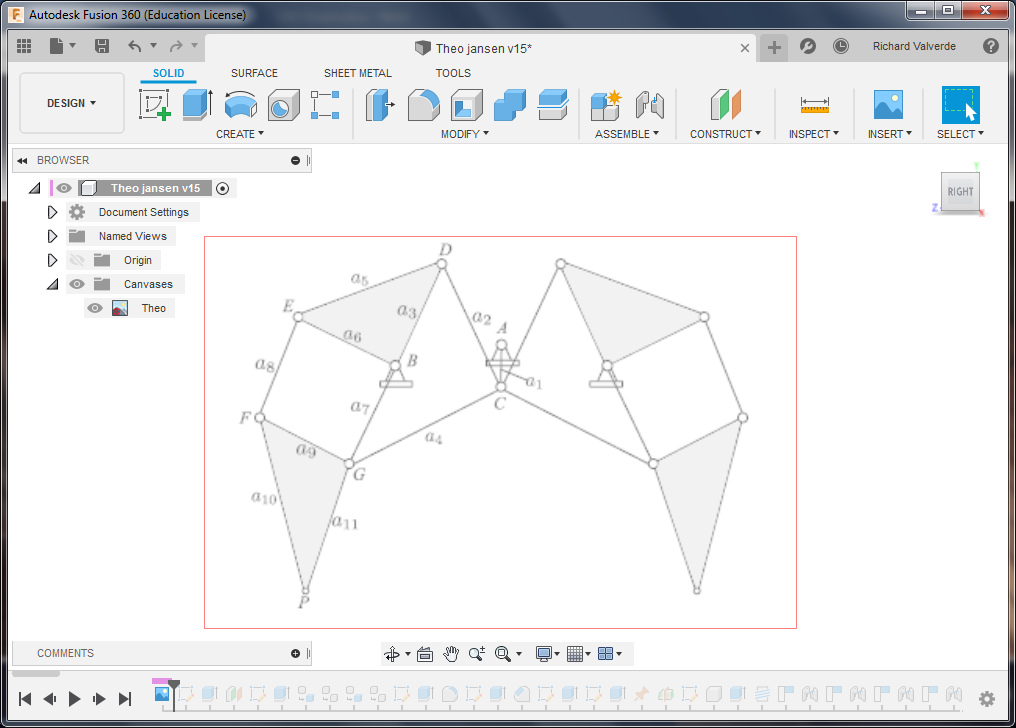 Autodesk Fusion 360 (Education License)
Theo jansen v15*
Richard Valverde
SOLID SURFACE SHEET METAL TOOLS
DESIGN
CREATE MODIFY ASSEMBLE CONSTRUCT INSPECT INSERT SELECT
BROWSER
Theo jansen v15
Document Settings
Named Views
Origin
Canvases
Theo
RIGHT
Y
Z
D
a5
E
a3
a2
A
a6
B
a8
a1
C
a7
F
a4
a9
G
a10
a11
P
COMMENTS